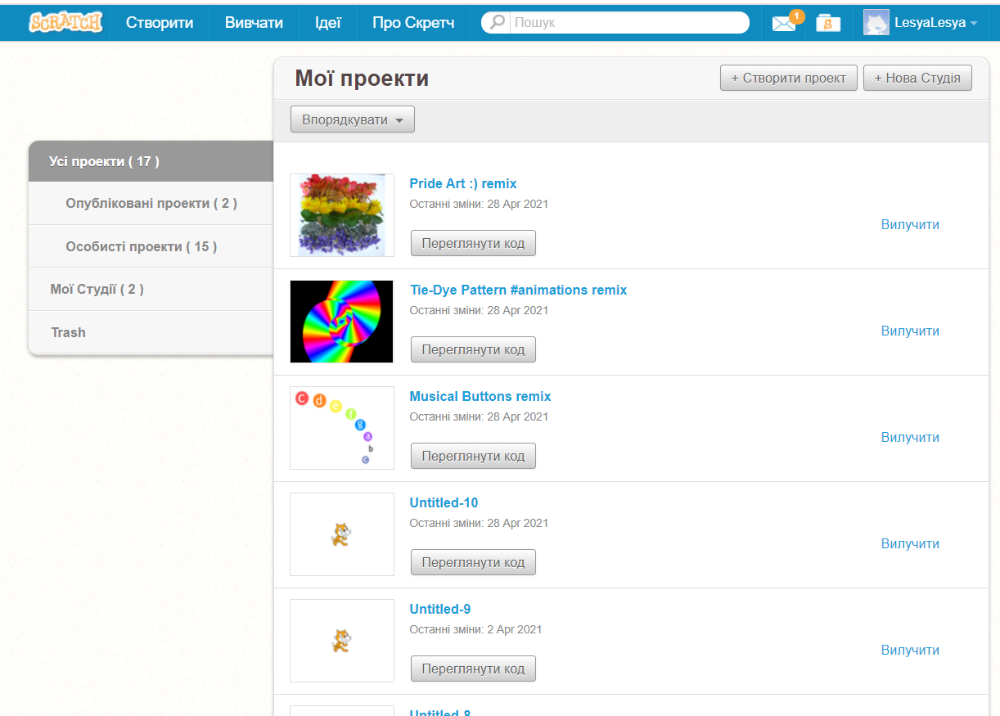 SCRATCH Створити Вивчати Ідеї Про Скретч Пошук 1 S LesyaLesya
Мої проекти + Створити проект + Нова Студія
Впорядкувати
Усі проекти ( 17 )
Опубліковані проекти ( 2 )
Особисті проекти ( 15 )
Мої Студії ( 2 )
Trash
Pride Art :) remix
Останні зміни: 28 Apr 2021
Вилучити
Переглянути код
Tie-Dye Pattern #animations remix
Останні зміни: 28 Apr 2021
Вилучити
Переглянути код
c d e f g a b c
Musical Buttons remix
Останні зміни: 28 Apr 2021
Вилучити
Переглянути код
Untitled-10
Останні зміни: 28 Apr 2021
Вилучити
Переглянути код
Untitled-9
Останні зміни: 2 Apr 2021
Вилучити
Переглянути код
Untitled-8